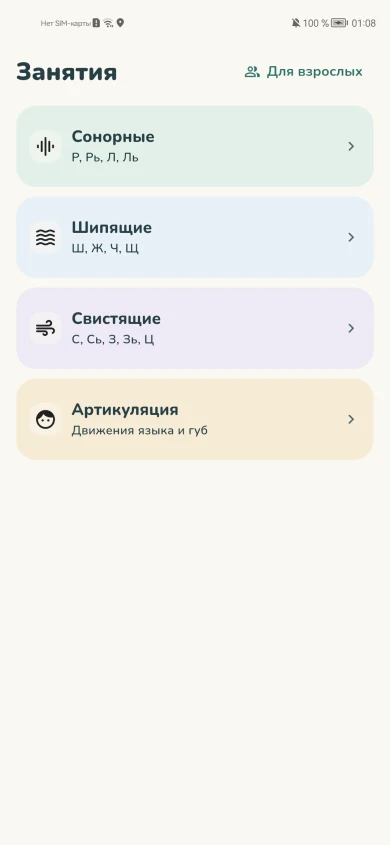 Нет SIM-карты 100 % 01:08
Занятия
Для взрослых
Сонорные
Р, Рь, Л, Ль
Шипящие
Ш, Ж, Ч, Щ
Свистящие
С, Сь, З, Зь, Ц
Артикуляция
Движения языка и губ